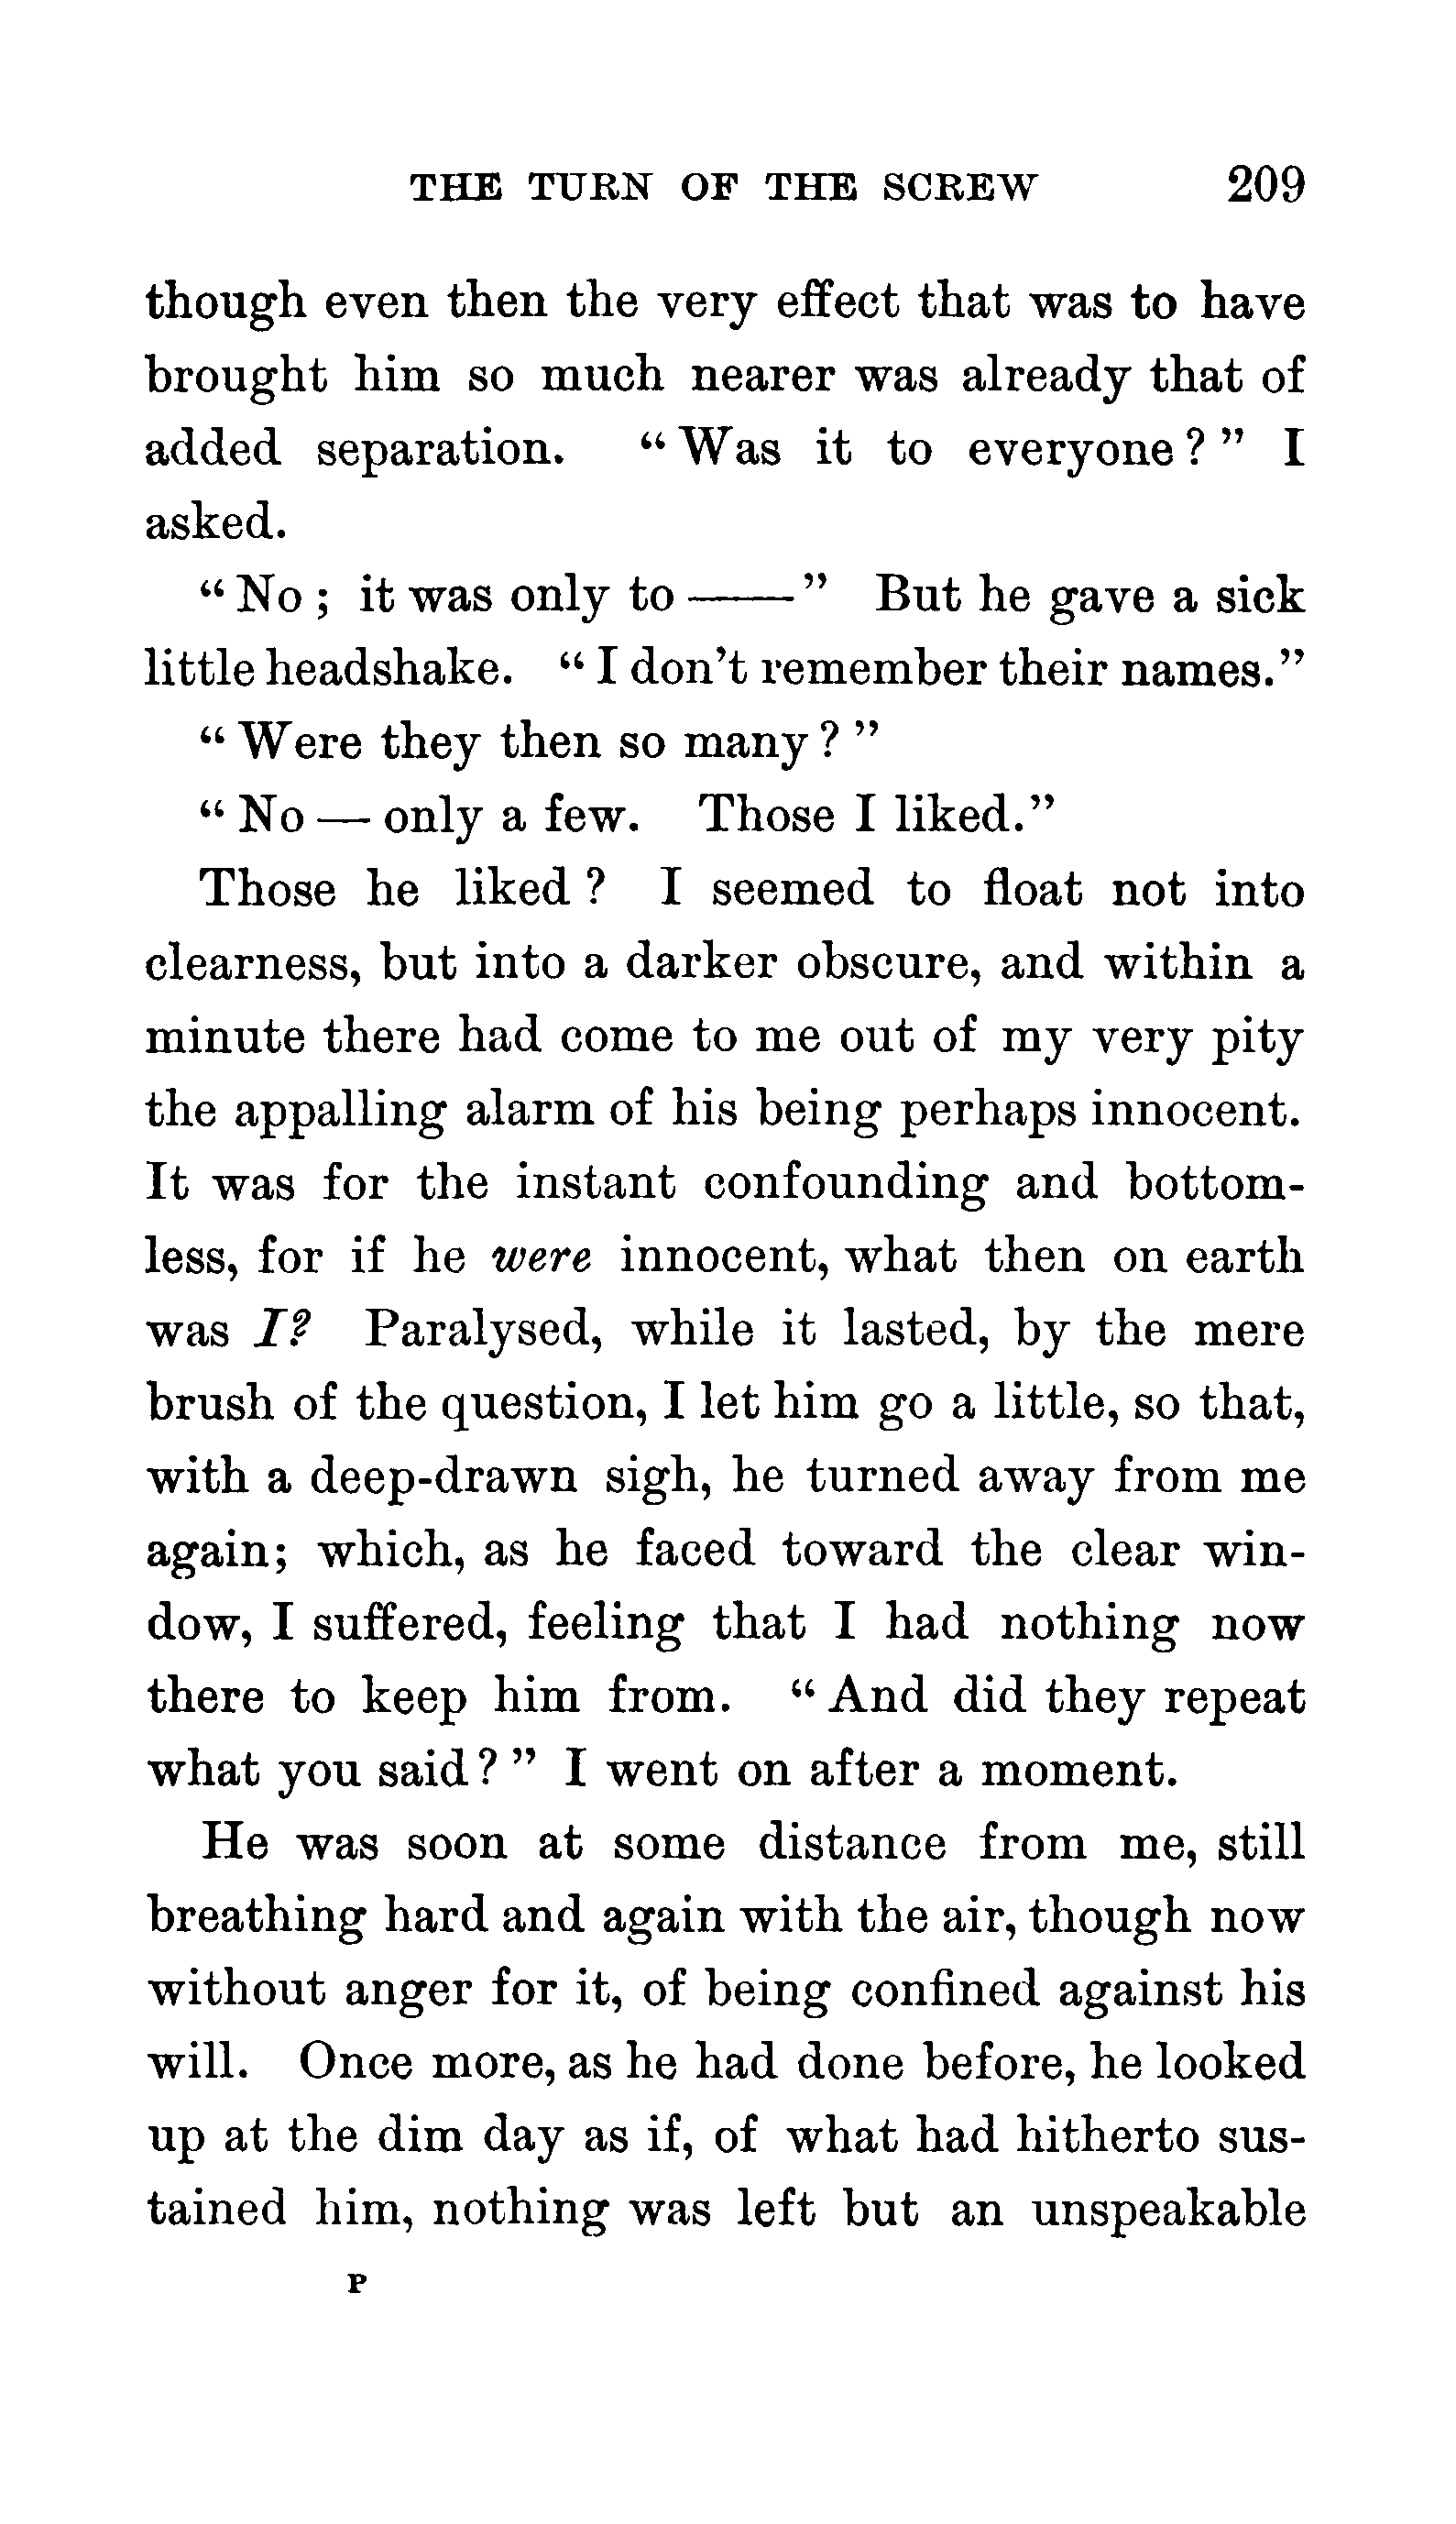 THE TURN OF THE SCREW 209
though even then the very effect that was to have
brought him so much nearer was already that of
added separation. “Was it to everyone?” I
asked.
“No; it was only to ——” But he gave a sick
little headshake. “I don’t remember their names.”
“Were they then so many?”
“No — only a few. Those I liked.”
Those he liked? I seemed to float not into
clearness, but into a darker obscure, and within a
minute there had come to me out of my very pity
the appalling alarm of his being perhaps innocent.
It was for the instant confounding and bottom-
less, for if he were innocent, what then on earth
was I? Paralysed, while it lasted, by the mere
brush of the question, I let him go a little, so that,
with a deep-drawn sigh, he turned away from me
again; which, as he faced toward the clear win-
dow, I suffered, feeling that I had nothing now
there to keep him from. “And did they repeat
what you said?” I went on after a moment.
He was soon at some distance from me, still
breathing hard and again with the air, though now
without anger for it, of being confined against his
will. Once more, as he had done before, he looked
up at the dim day as if, of what had hitherto sus-
tained him, nothing was left but an unspeakable
P